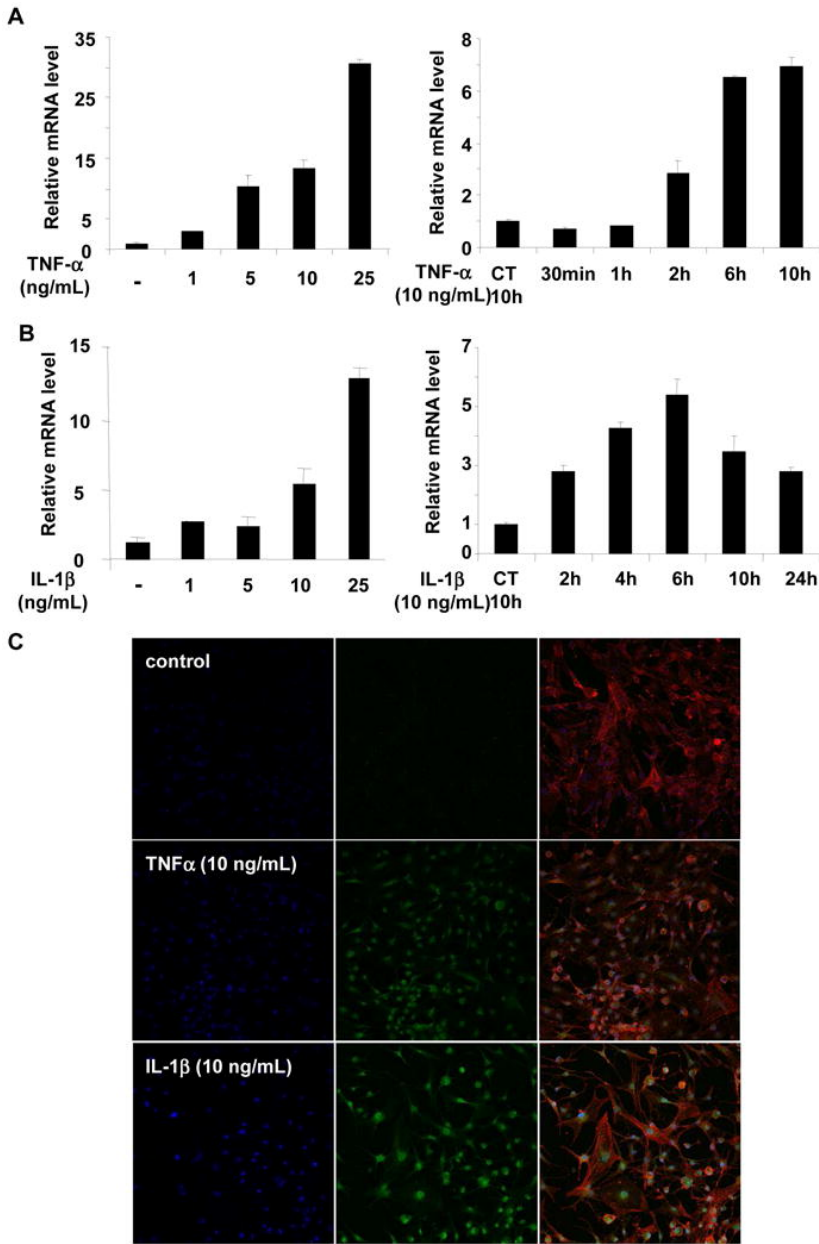 A
Relative mRNA level
35
25
15
5
0
TNF-α
(ng/mL)
- 1 5 10 25
Relative mRNA level
8
6
4
2
0
TNF-α
(10 ng/mL)
CT 30min 1h 2h 6h 10h
10h
B
Relative mRNA level
15
10
5
0
IL-1β
(ng/mL)
- 1 5 10 25
Relative mRNA level
7
5
3
1
0
IL-1β
(10 ng/mL)
CT 2h 4h 6h 10h 24h
10h
C
control
TNFα (10 ng/mL)
IL-1β (10 ng/mL)